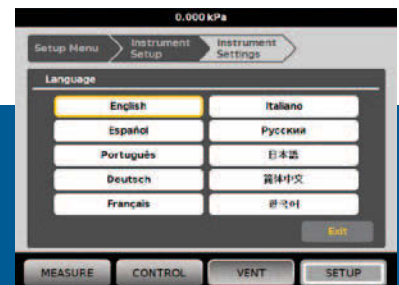 0.000 kPa
Setup Menu Instrument Setup Instrument Settings
Language
English Italiano
Español Русский
Português 日本語
Deutsch 简体中文
Français 한국어
Exit
MEASURE CONTROL VENT SETUP